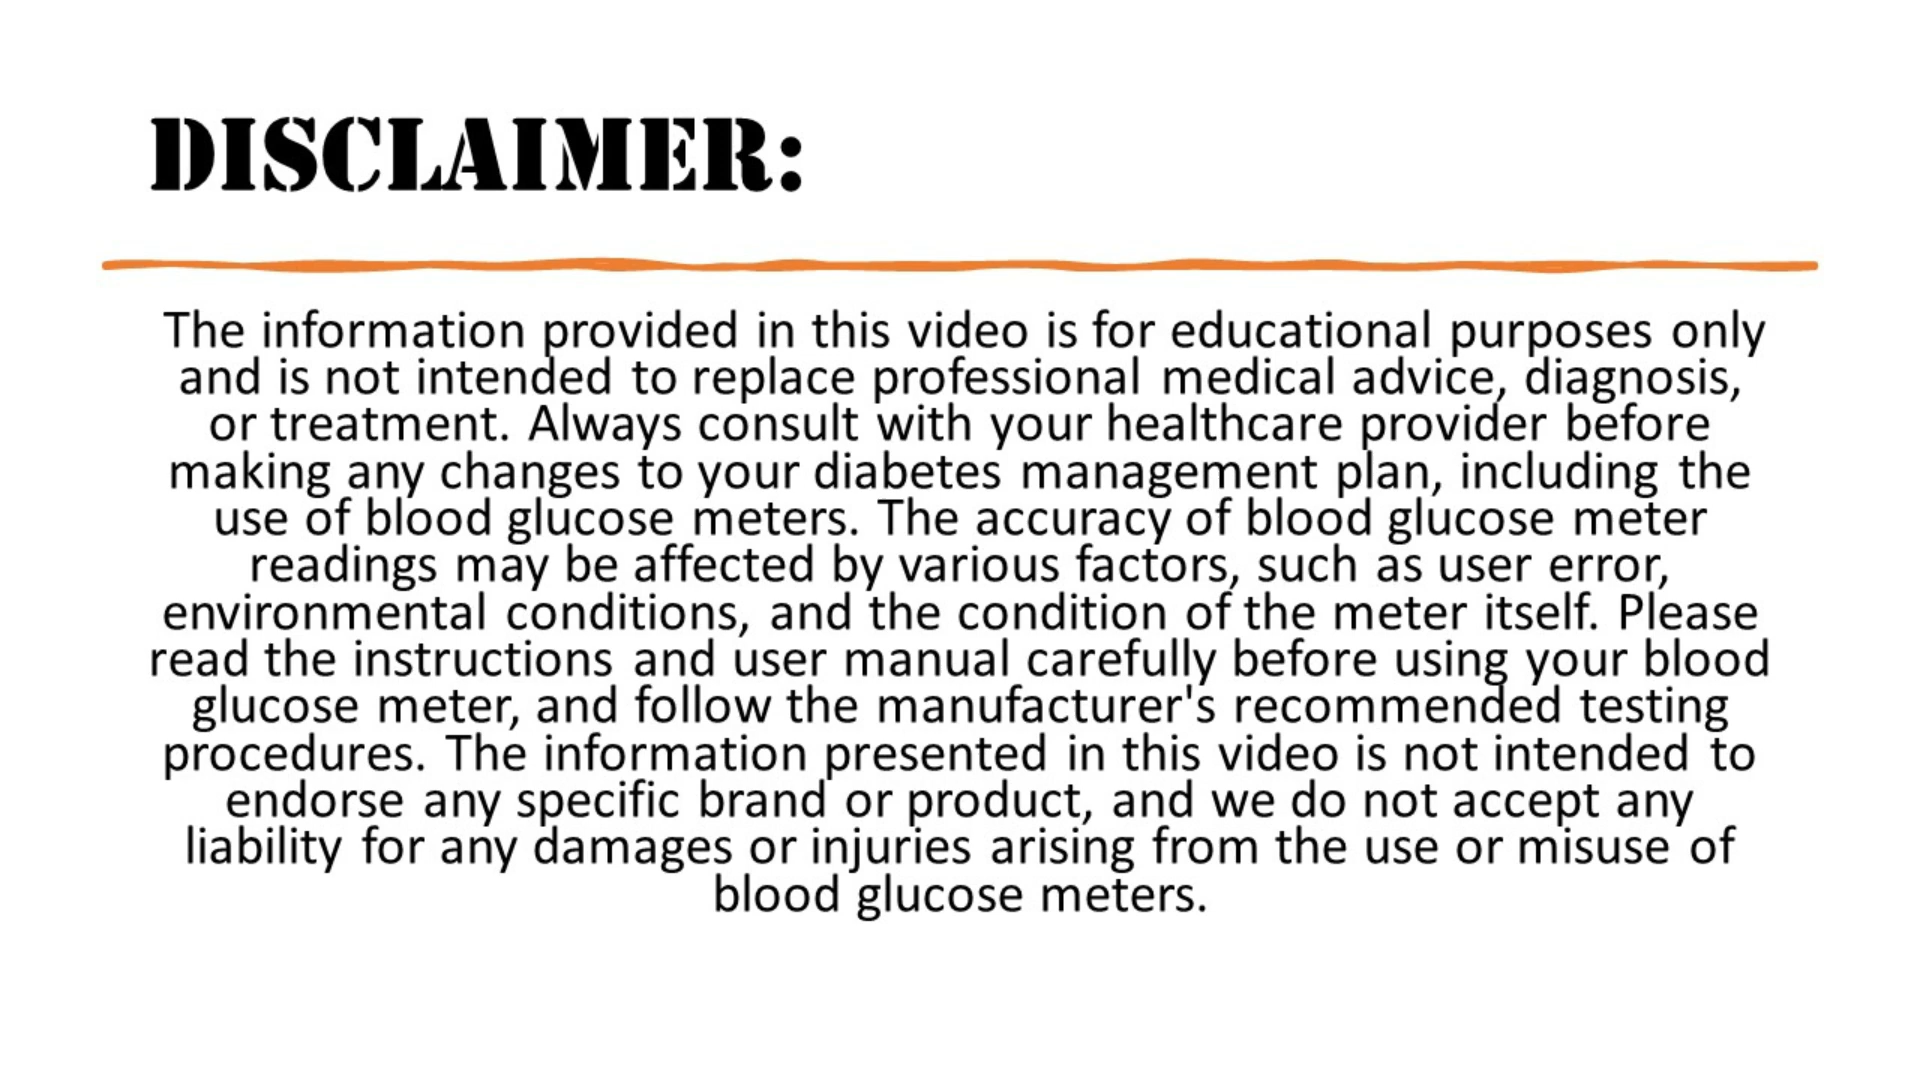 DISCLAIMER:
The information provided in this video is for educational purposes only
and is not intended to replace professional medical advice, diagnosis,
or treatment. Always consult with your healthcare provider before
making any changes to your diabetes management plan, including the
use of blood glucose meters. The accuracy of blood glucose meter
readings may be affected by various factors, such as user error,
environmental conditions, and the condition of the meter itself. Please
read the instructions and user manual carefully before using your blood
glucose meter, and follow the manufacturer's recommended testing
procedures. The information presented in this video is not intended to
endorse any specific brand or product, and we do not accept any
liability for any damages or injuries arising from the use or misuse of
blood glucose meters.